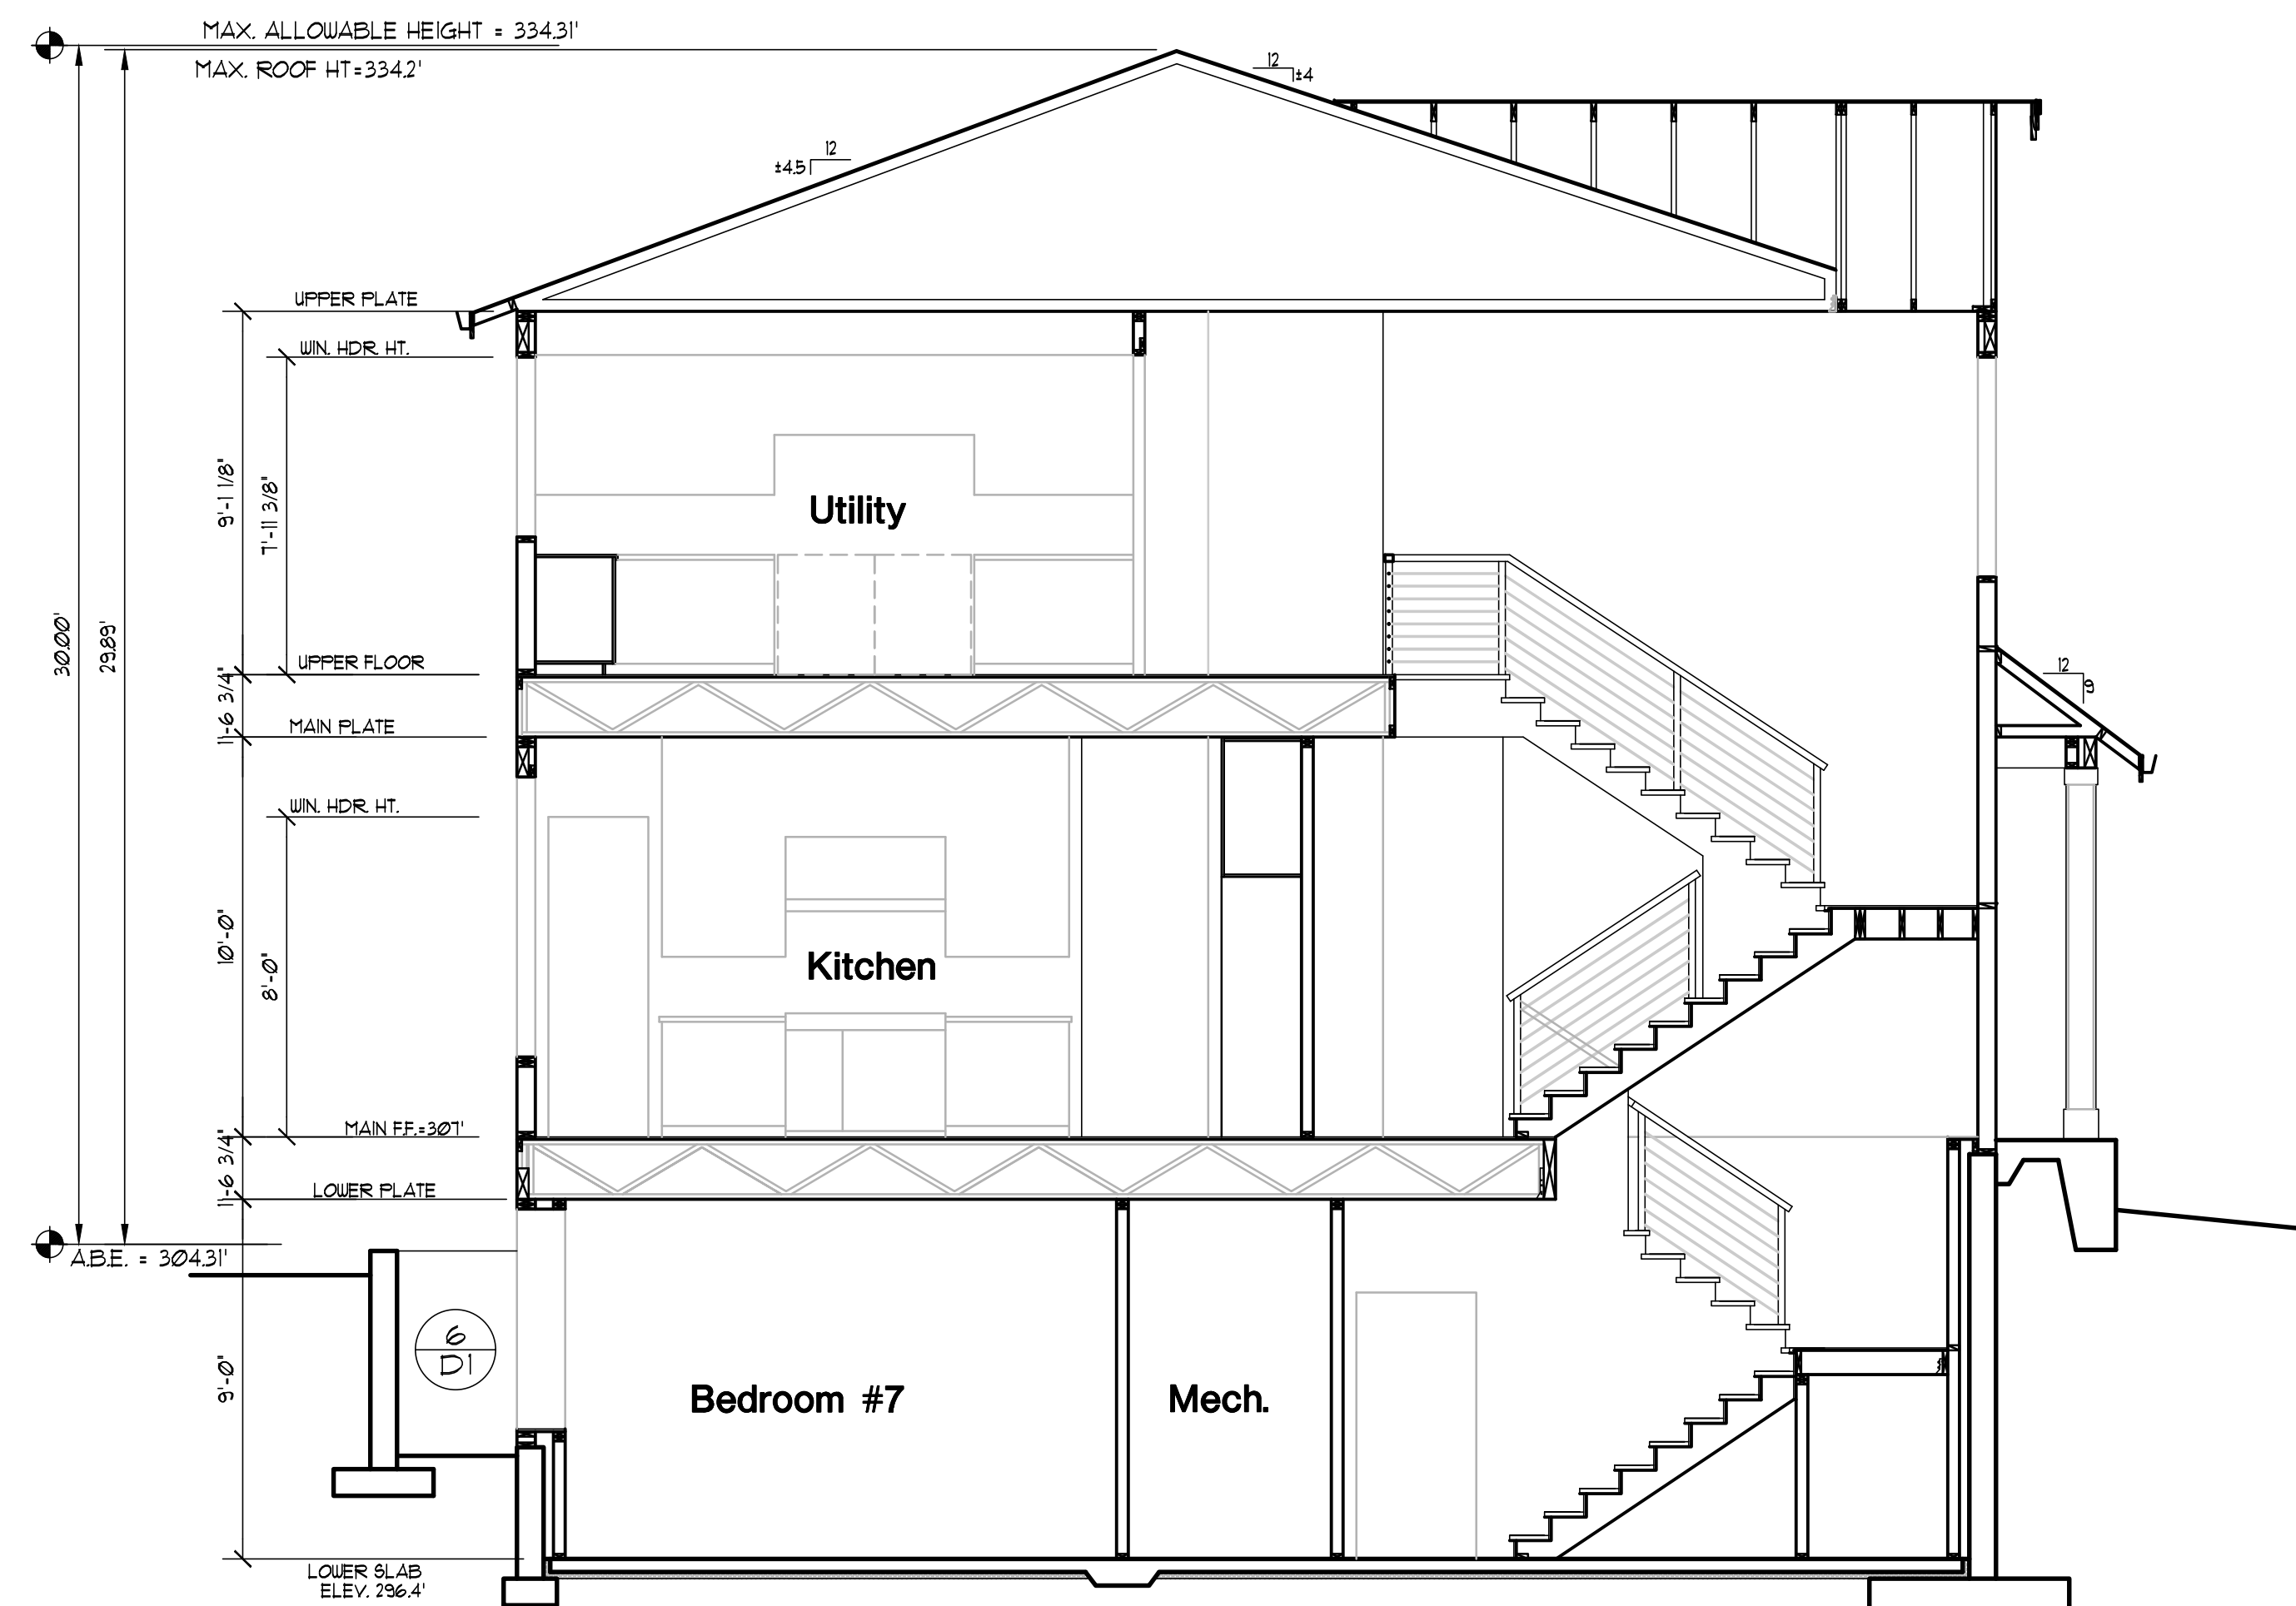 MAX. ALLOWABLE HEIGHT = 334.31'
MAX. ROOF HT=334.2'
12
±4
12
±4.5
UPPER PLATE
WIN. HDR. HT.
9'-1 1/8"
7'-11 3/8"
Utility
30.00'
29.89'
UPPER FLOOR
1'-6 3/4"
MAIN PLATE
12
9
WIN. HDR. HT.
10'-0"
8'-0"
Kitchen
MAIN F.F.=307'
1'-6 3/4"
LOWER PLATE
A.B.E. = 304.31'
6
D1
9'-0"
Bedroom #7
Mech.
LOWER SLAB
ELEV. 296.4'